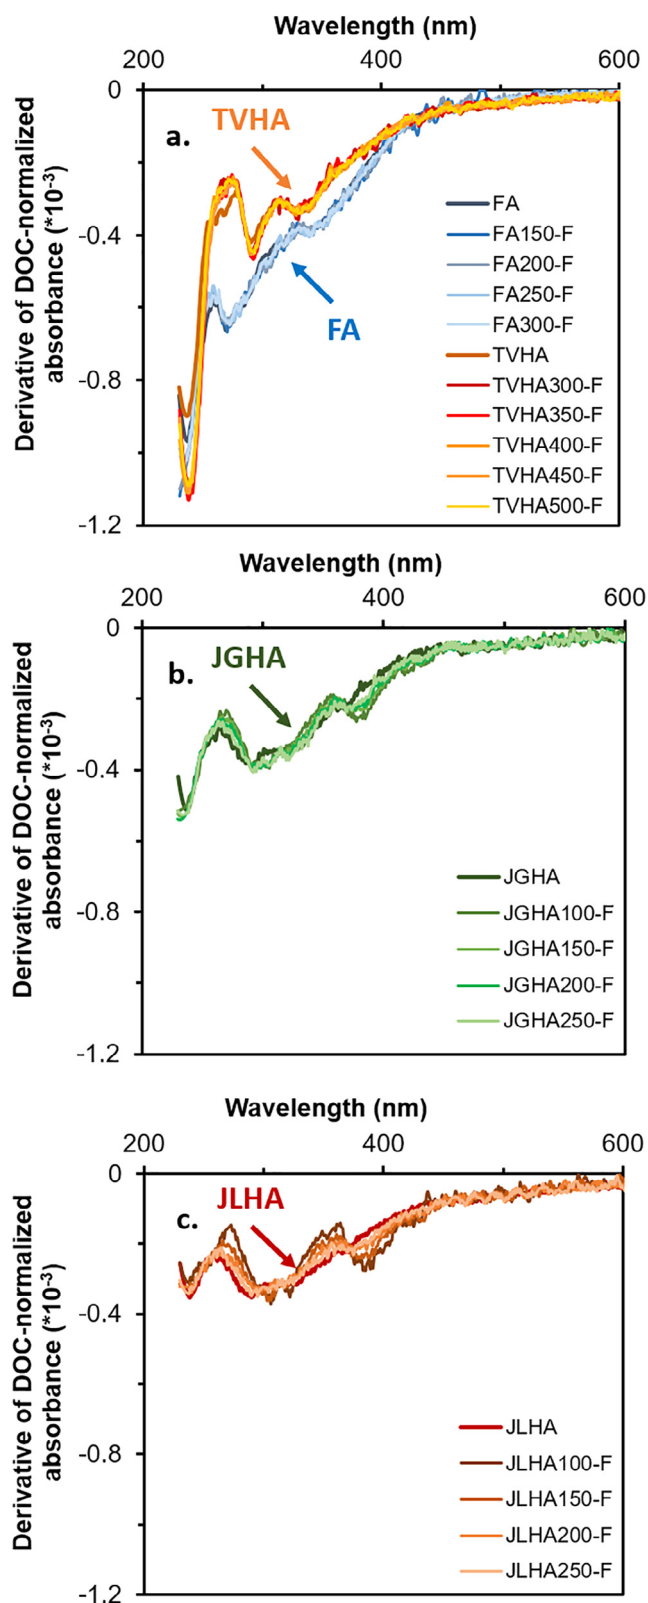 Wavelength (nm)
200 400 600
0
-0.4
-0.8
-1.2
Derivative of DOC-normalized
absorbance (*10⁻³)
a.
TVHA
FA
FA
FA150-F
FA200-F
FA250-F
FA300-F
TVHA
TVHA300-F
TVHA350-F
TVHA400-F
TVHA450-F
TVHA500-F
Wavelength (nm)
200 400 600
0
-0.4
-0.8
-1.2
Derivative of DOC-normalized
absorbance (*10⁻³)
b.
JGHA
JGHA
JGHA100-F
JGHA150-F
JGHA200-F
JGHA250-F
Wavelength (nm)
200 400 600
0
-0.4
-0.8
-1.2
Derivative of DOC-normalized
absorbance (*10⁻³)
c.
JLHA
JLHA
JLHA100-F
JLHA150-F
JLHA200-F
JLHA250-F